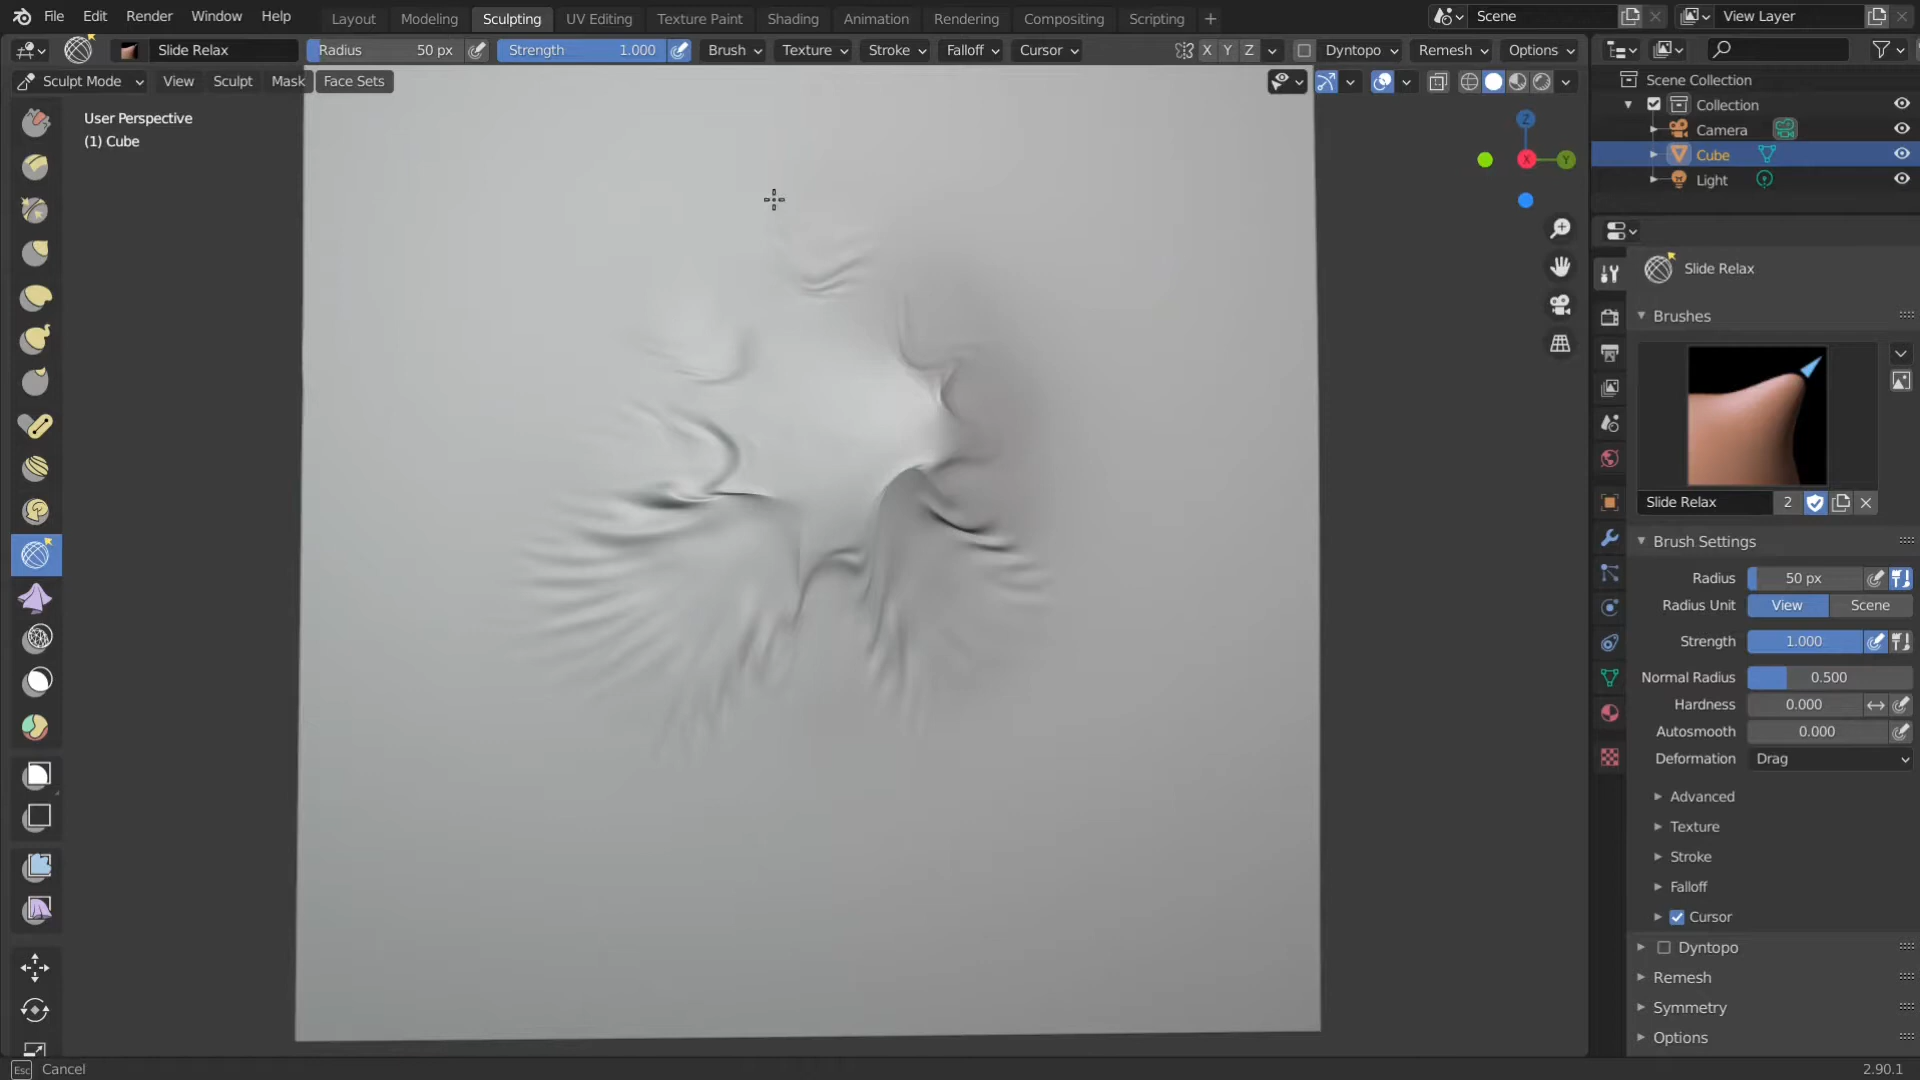 File Edit Render Window Help
Layout Modeling Sculpting UV Editing Texture Paint Shading Animation Rendering Compositing Scripting +
Scene
View Layer
Slide Relax
Radius 50 px
Strength 1.000
Brush Texture Stroke Falloff Cursor
X Y Z
Dyntopo Remesh Options
Sculpt Mode View Sculpt Mask Face Sets
User Perspective
(1) Cube
Z
X
Y
Scene Collection
Collection
Camera
Cube
Light
Slide Relax
Brushes
Slide Relax 2
Brush Settings
Radius 50 px
Radius Unit View Scene
Strength 1.000
Normal Radius 0.500
Hardness 0.000
Autosmooth 0.000
Deformation Drag
Advanced
Texture
Stroke
Falloff
Cursor
Dyntopo
Remesh
Symmetry
Options
Esc Cancel
2.90.1